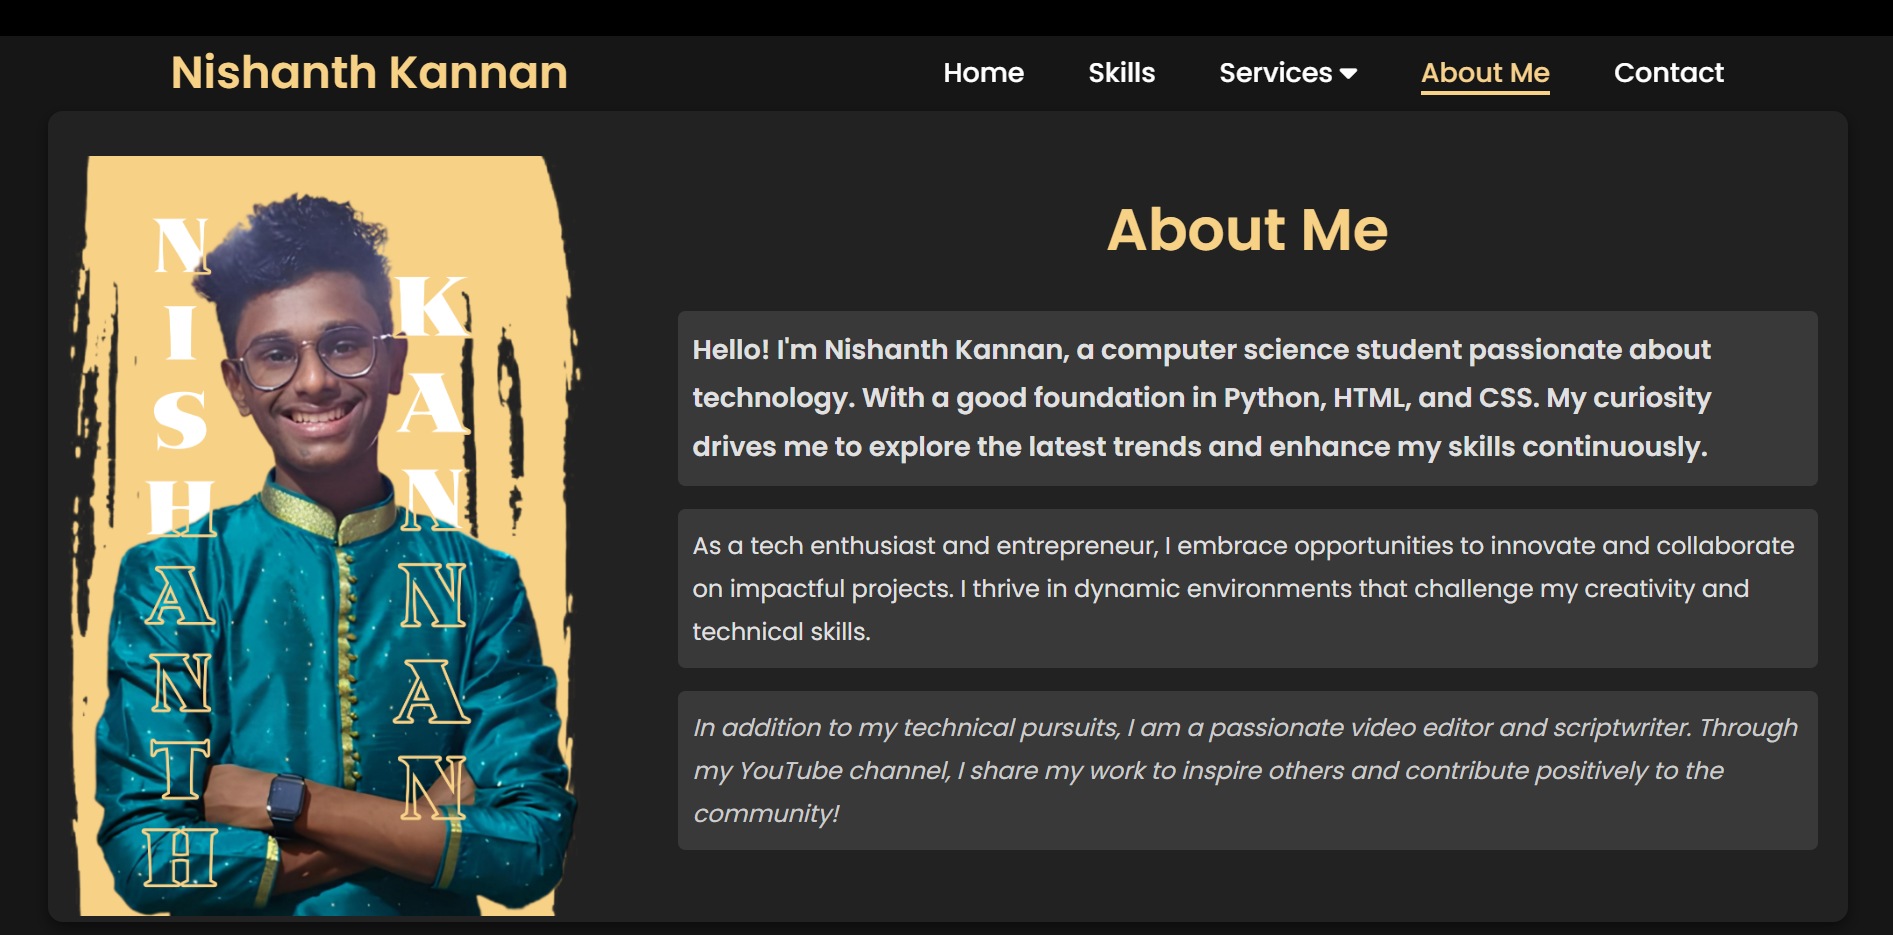 Nishanth Kannan
Home
Skills
Services
About Me
Contact
NISHANTH
KANNAN
About Me
Hello! I'm Nishanth Kannan, a computer science student passionate about
technology. With a good foundation in Python, HTML, and CSS. My curiosity
drives me to explore the latest trends and enhance my skills continuously.
As a tech enthusiast and entrepreneur, I embrace opportunities to innovate and collaborate
on impactful projects. I thrive in dynamic environments that challenge my creativity and
technical skills.
In addition to my technical pursuits, I am a passionate video editor and scriptwriter. Through
my YouTube channel, I share my work to inspire others and contribute positively to the
community!